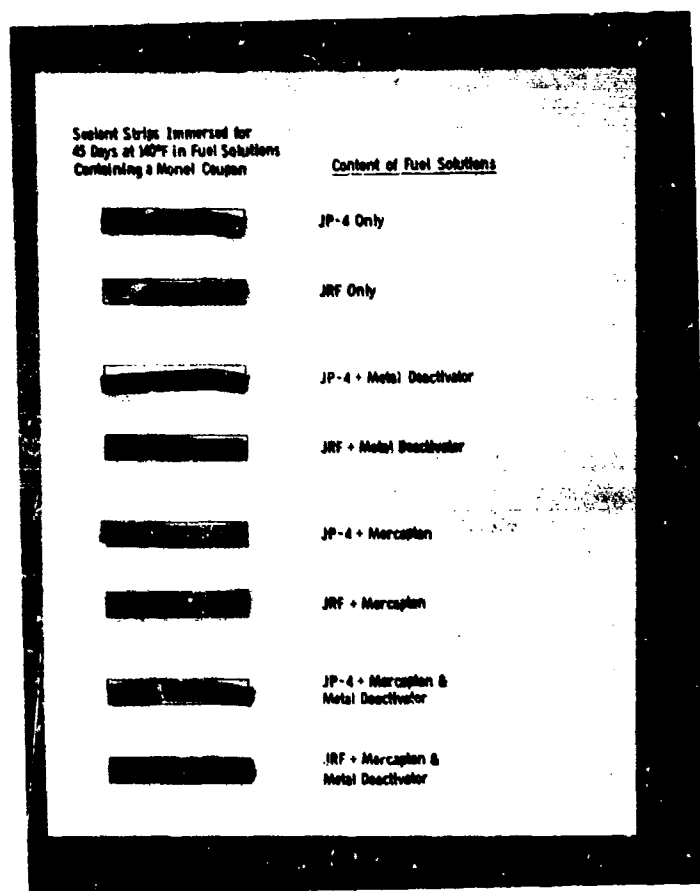 Sealant Strips Immersed for
45 Days at 140°F in Fuel Solutions
Containing a Monel Coupon
Content of Fuel Solutions
JP-4 Only
JRF Only
JP-4 + Metal Deactivator
JRF + Metal Deactivator
JP-4 + Mercaptan
JRF + Mercaptan
JP-4 + Mercaptan &
Metal Deactivator
JRF + Mercaptan &
Metal Deactivator